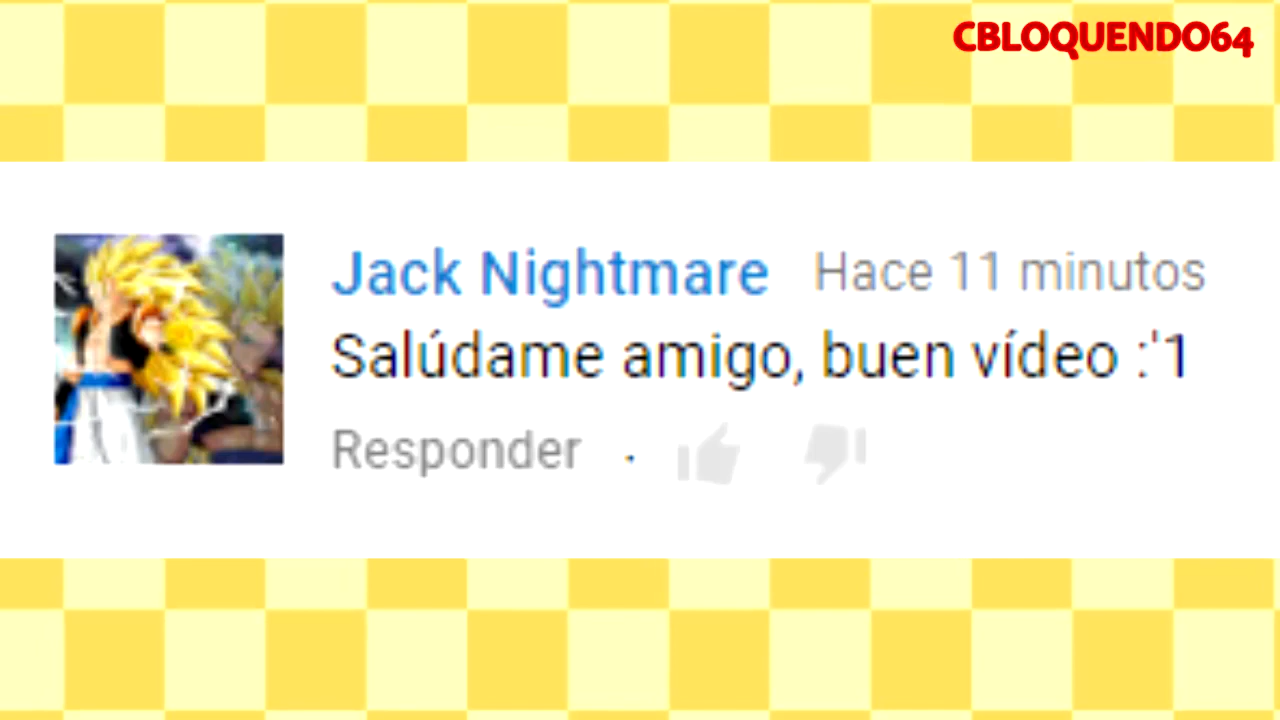 CBLOQUENDO64
Jack Nightmare Hace 11 minutos
Salúdame amigo, buen vídeo :'1
Responder ·